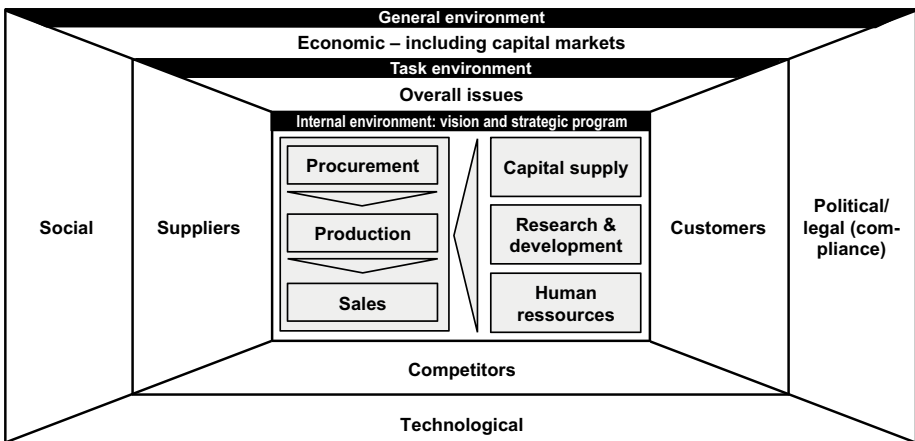 General environment
Economic – including capital markets
Task environment
Overall issues
Internal environment: vision and strategic program
Procurement
Production
Sales
Capital supply
Research &
development
Human
ressources
Social
Suppliers
Customers
Political/
legal (com-
pliance)
Competitors
Technological